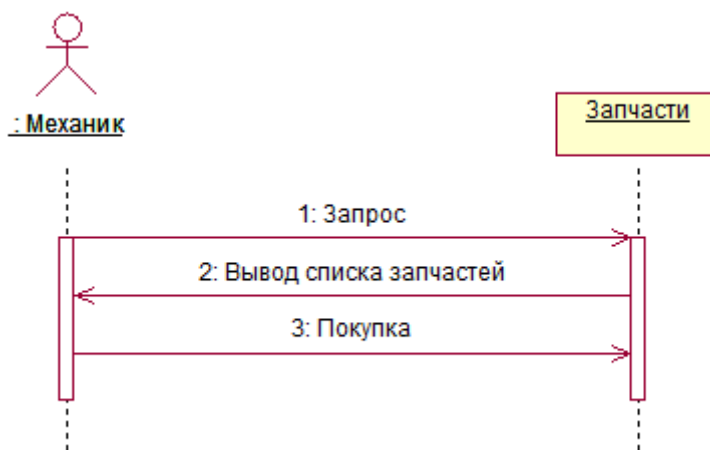 : Механик
Запчасти
1: Запрос
2: Вывод списка запчастей
3: Покупка